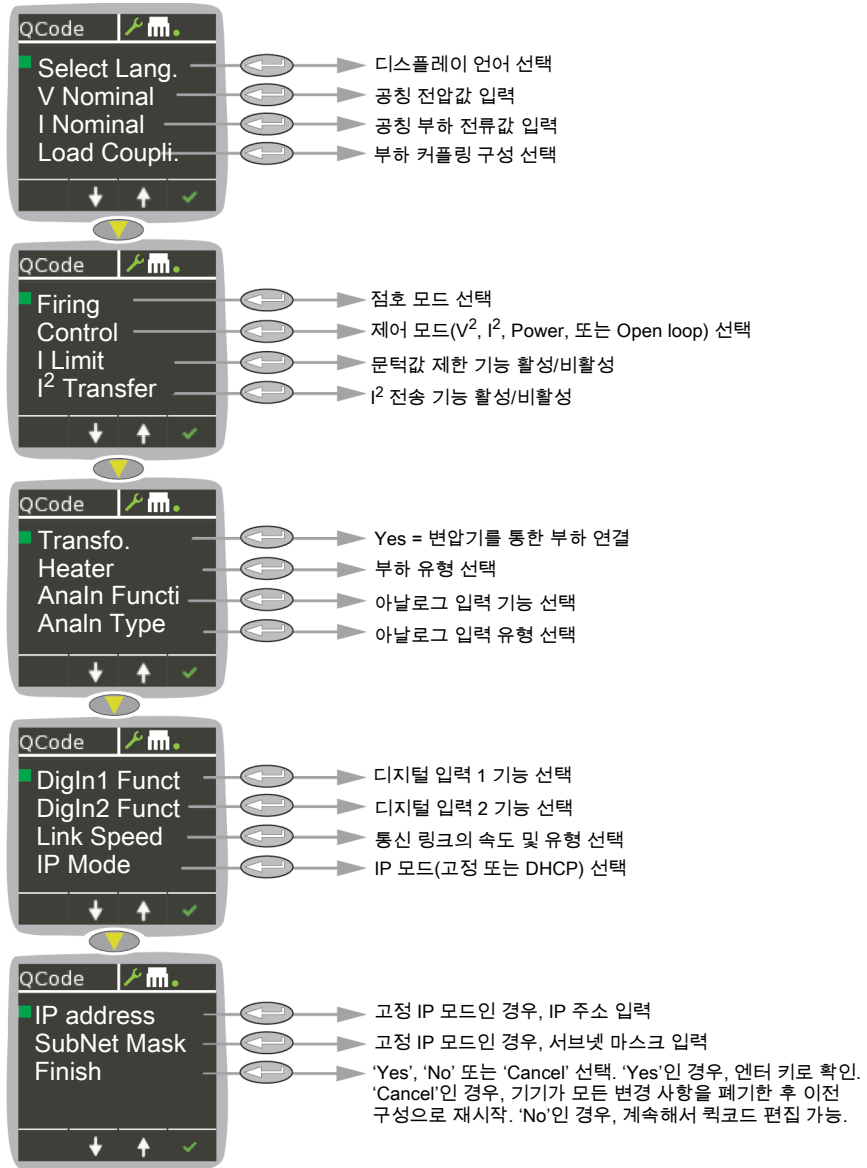 QCode
Select Lang. 디스플레이 언어 선택
V Nominal 공칭 전압값 입력
I Nominal 공칭 부하 전류값 입력
Load Coupli. 부하 커플링 구성 선택
QCode
Firing 점호 모드 선택
Control 제어 모드(V², I², Power, 또는 Open loop) 선택
I Limit 문턱값 제한 기능 활성/비활성
I² Transfer I² 전송 기능 활성/비활성
QCode
Transfo. Yes = 변압기를 통한 부하 연결
Heater 부하 유형 선택
AnaIn Functi 아날로그 입력 기능 선택
AnaIn Type 아날로그 입력 유형 선택
QCode
DigIn1 Funct 디지털 입력 1 기능 선택
DigIn2 Funct 디지털 입력 2 기능 선택
Link Speed 통신 링크의 속도 및 유형 선택
IP Mode IP 모드(고정 또는 DHCP) 선택
QCode
IP address 고정 IP 모드인 경우, IP 주소 입력
SubNet Mask 고정 IP 모드인 경우, 서브넷 마스크 입력
Finish ‘Yes’, ‘No’ 또는 ‘Cancel’ 선택. ‘Yes’인 경우, 엔터 키로 확인.
‘Cancel’인 경우, 기기가 모든 변경 사항을 폐기한 후 이전
구성으로 재시작. ‘No’인 경우, 계속해서 퀵코드 편집 가능.